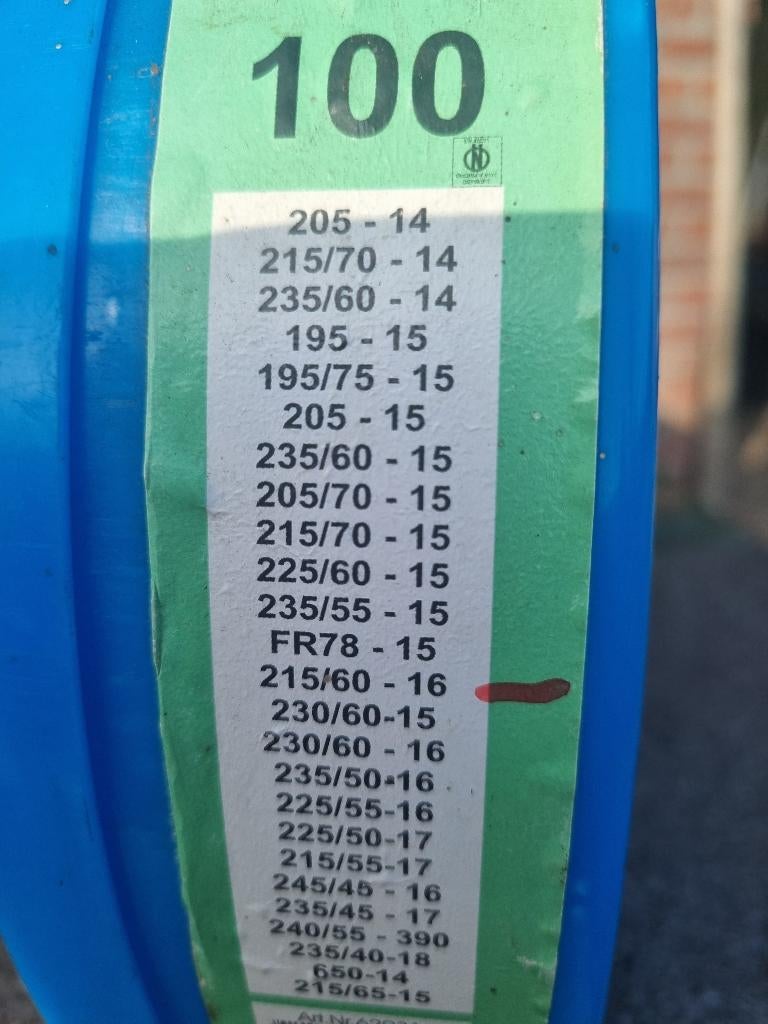 100
205 - 14
215/70 - 14
235/60 - 14
195 - 15
195/75 - 15
205 - 15
235/60 - 15
205/70 - 15
215/70 - 15
225/60 - 15
235/55 - 15
FR78 - 15
215/60 - 16
230/60-15
230/60 - 16
235/50-16
225/55-16
225/50-17
215/55-17
245/45 - 16
235/45 - 17
240/55 - 390
235/40-18
650-14
215/65-15
Art.Nr.